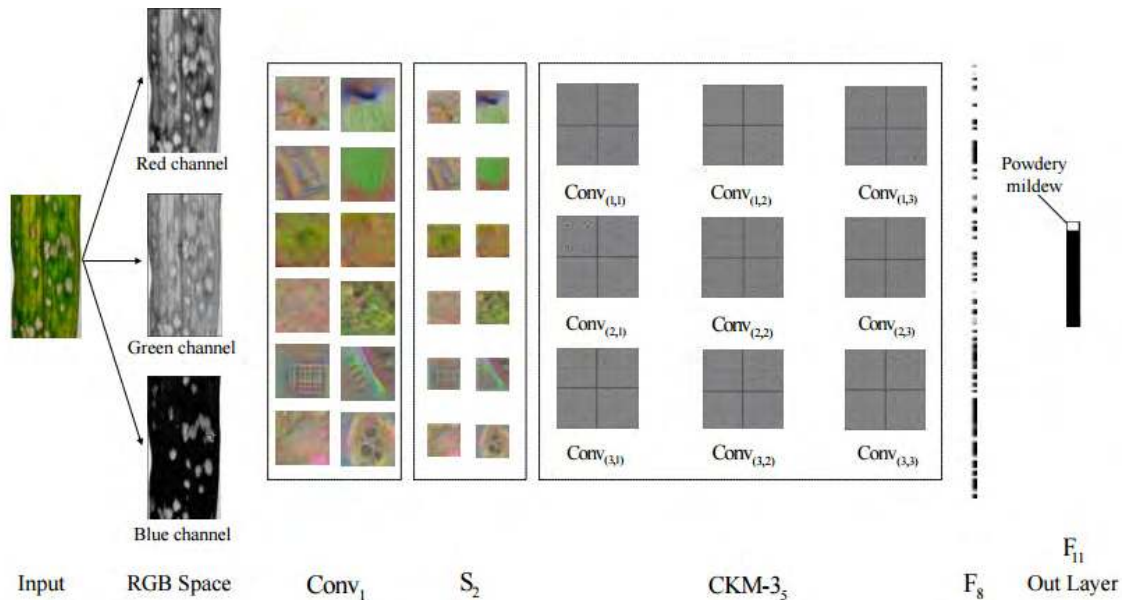 Red channel
Green channel
Blue channel
Conv(1,1) Conv(1,2) Conv(1,3)
Conv(2,1) Conv(2,2) Conv(2,3)
Conv(3,1) Conv(3,2) Conv(3,3)
Powdery
mildew
Input RGB Space Conv1 S2 CKM-35 F8 F11
Out Layer